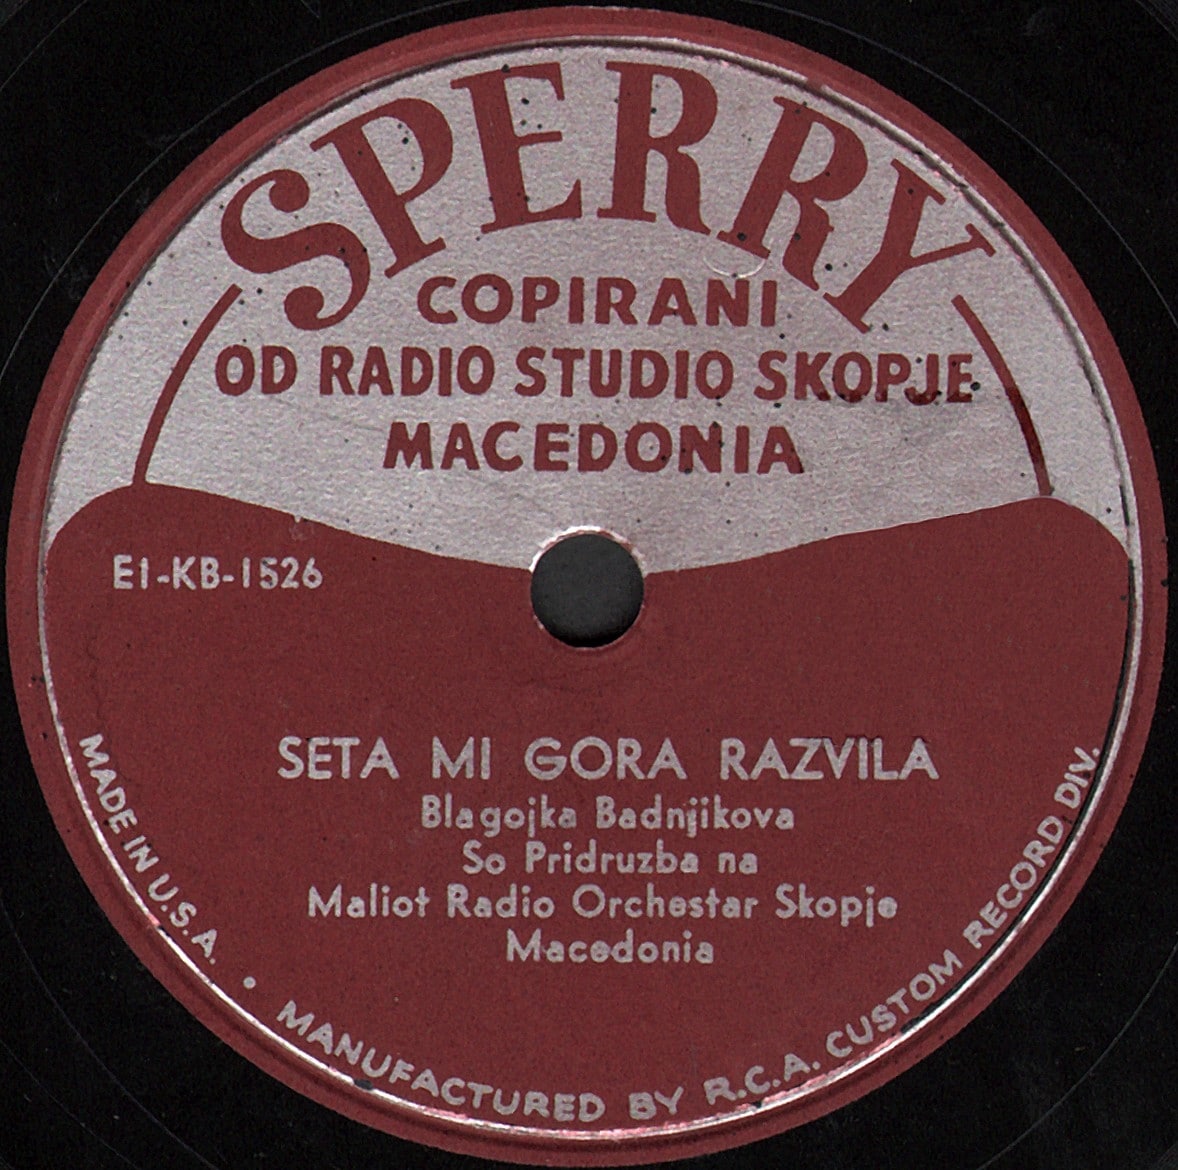 SPERRY
COPIRANI
OD RADIO STUDIO SKOPJE
MACEDONIA
E1-KB-1526
SETA MI GORA RAZVILA
Blagojka Badnjikova
So Pridruzba na
Maliot Radio Orchestar Skopje
Macedonia
MADE IN U.S.A. • MANUFACTURED BY R.C.A. CUSTOM RECORD DIV.